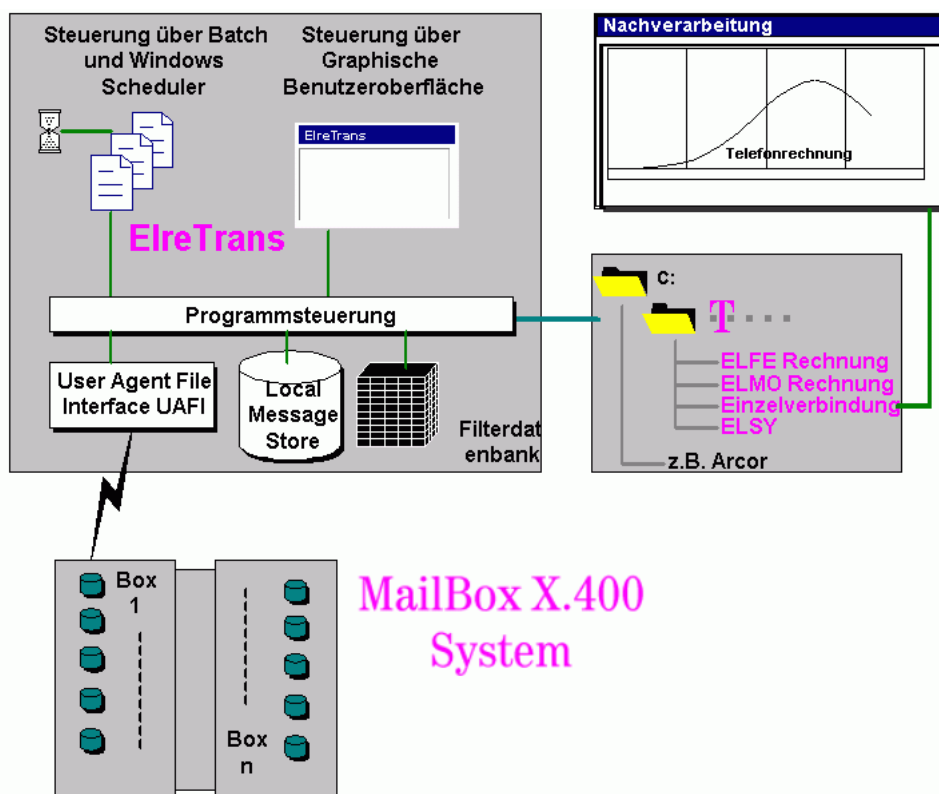 Steuerung über Batch
und Windows
Scheduler
Steuerung über
Graphische
Benutzeroberfläche
ElreTrans
ElreTrans
Programmsteuerung
User Agent File
Interface UAFI
Local
Message
Store
Filterdat
enbank
Nachverarbeitung
Telefonrechnung
C:
T
ELFE Rechnung
ELMO Rechnung
Einzelverbindung
ELSY
z.B. Arcor
Box
1
Box
n
MailBox X.400
System